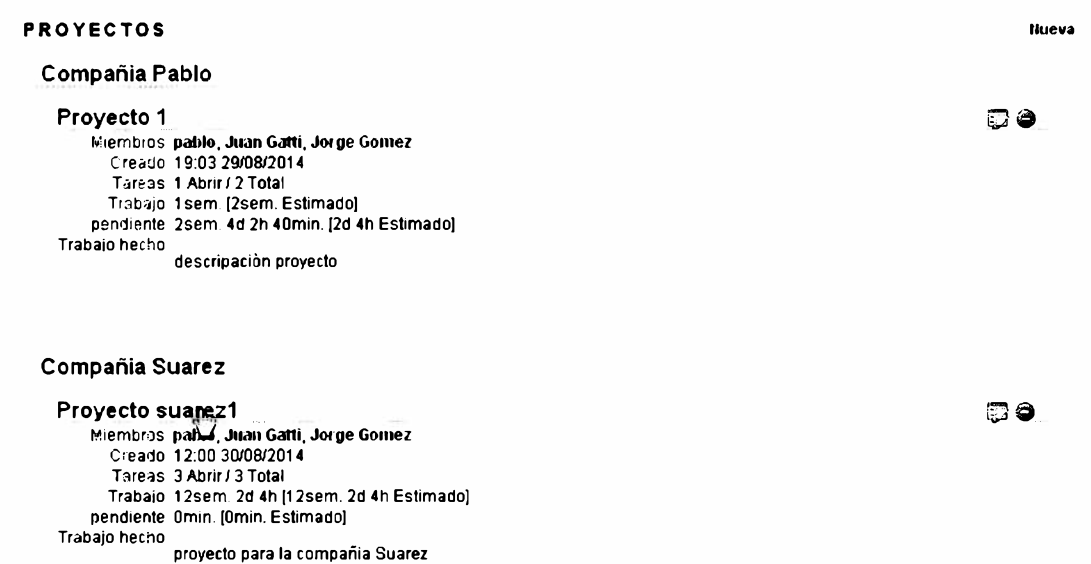 PROYECTOS Nueva
Compañia Pablo
Proyecto 1
Miembros pablo, Juan Gatti, Jorge Gomez
Creado 19:03 29/08/2014
Tareas 1 Abrir / 2 Total
Trabajo 1sem. [2sem. Estimado]
pendiente 2sem. 4d 2h 40min. [2d 4h Estimado]
Trabajo hecho
descripaciòn proyecto
Compañia Suarez
Proyecto suarez1
Miembros pablo, Juan Gatti, Jorge Gomez
Creado 12:00 30/08/2014
Tareas 3 Abrir / 3 Total
Trabajo 12sem. 2d 4h [12sem. 2d 4h Estimado]
pendiente 0min. [0min. Estimado]
Trabajo hecho
proyecto para la compañia Suarez